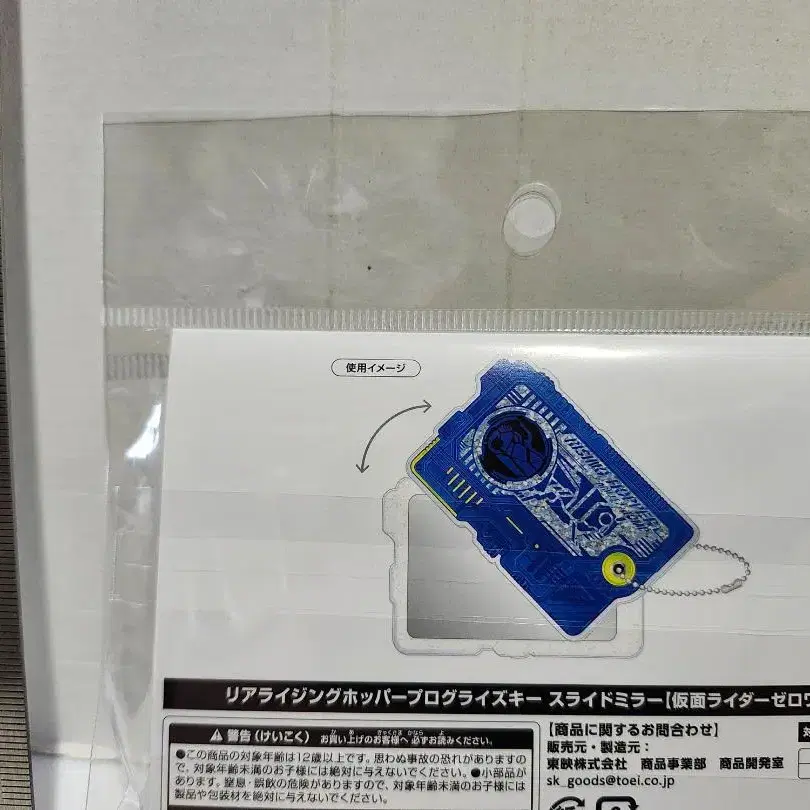 使用イメージ
リアライジングホッパープログライズキー スライドミラー【仮面ライダーゼロワ
警告(けいこく) お買い上げのお客様へ 必ずお読みください。
●この商品の対象年齢は12歳以上です。思わぬ事故の恐れがありますの
で、対象年齢未満のお子様には絶対に与えないでください。●小部品が
あります。窒息・誤飲の危険がありますので、対象年齢未満のお子様には
製品や包装材を絶対に与えないでください。
【商品に関するお問合わせ】
販売元・製造元:
東映株式会社 商品事業部 商品開発室
sk_goods@toei.co.jp